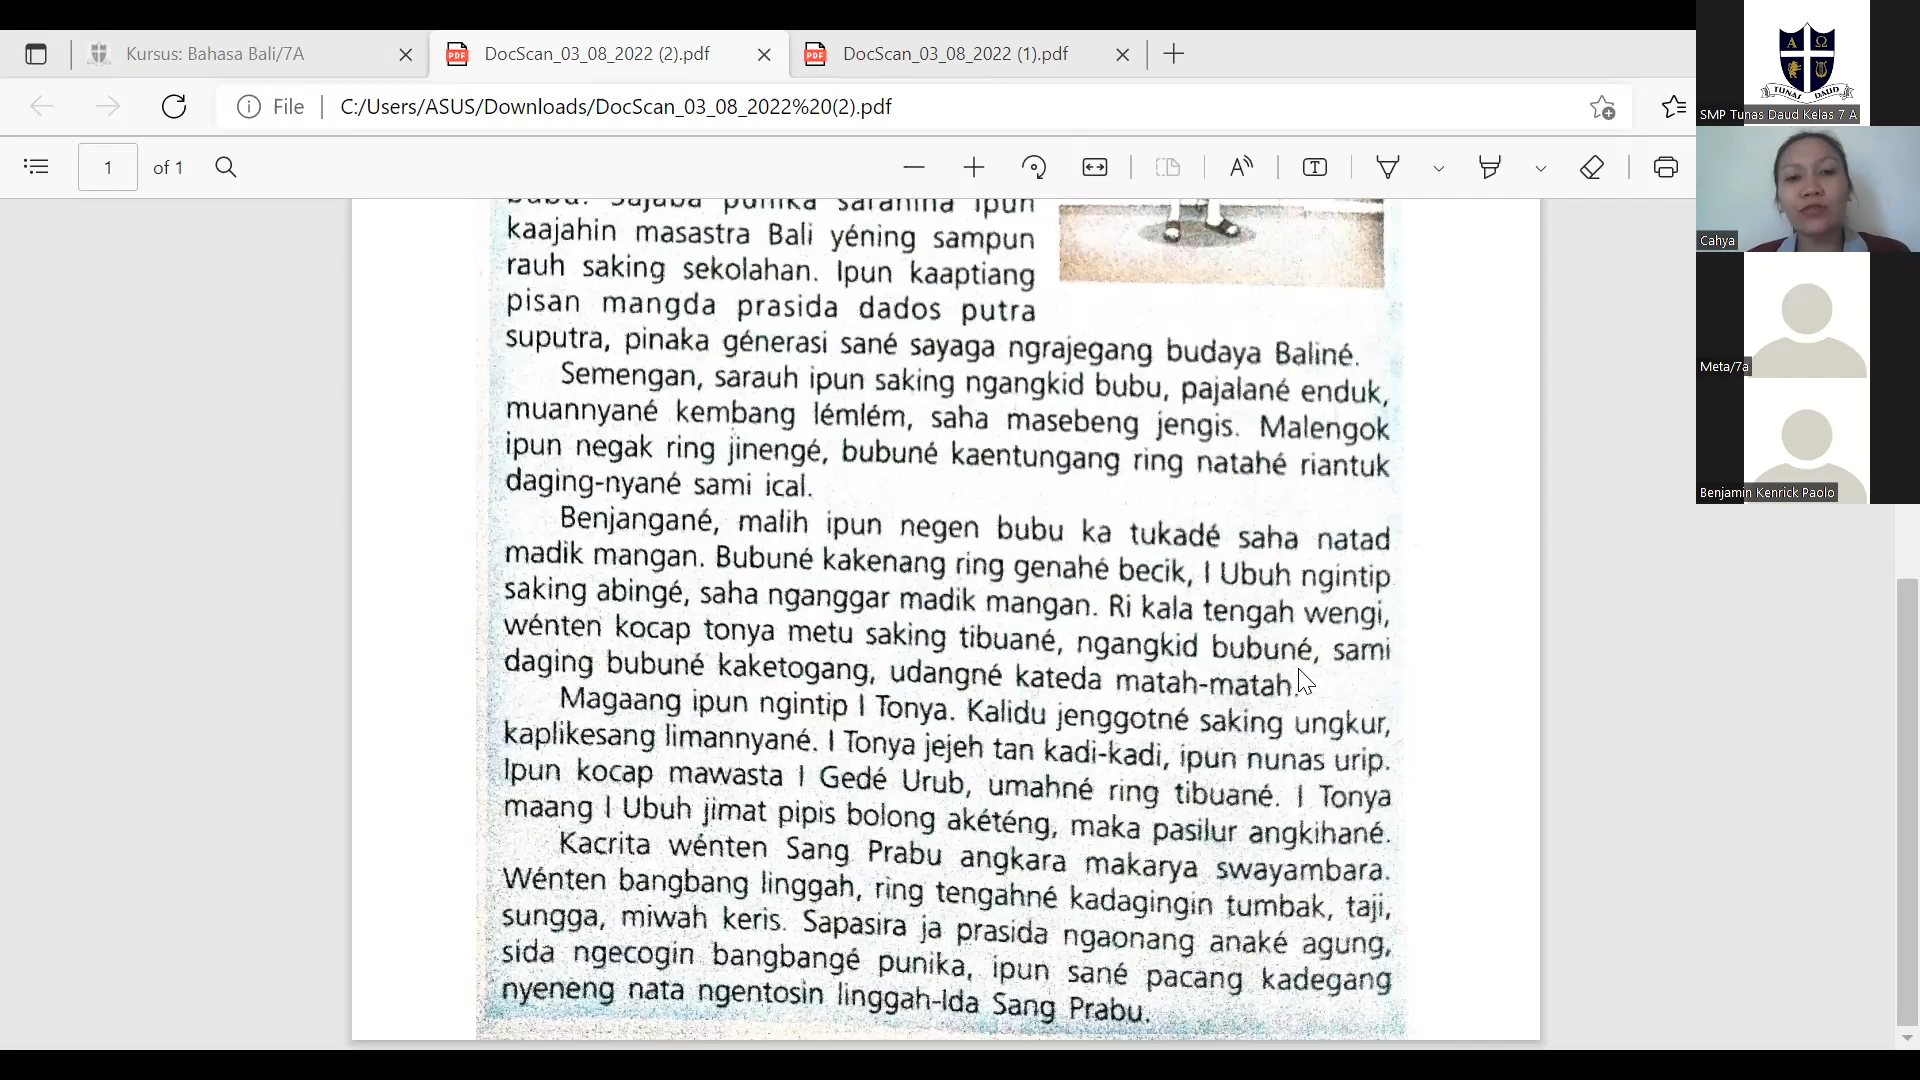 Kursus: Bahasa Bali/7A
DocScan_03_08_2022 (2).pdf
DocScan_03_08_2022 (1).pdf
File
C:/Users/ASUS/Downloads/DocScan_03_08_2022%20(2).pdf
1 of 1
bubu. Sajaba punika saranina ipun
kaajahin masastra Bali yéning sampun
rauh saking sekolahan. Ipun kaaptiang
pisan mangda prasida dados putra
suputra, pinaka générasi sané sayaga ngrajegang budaya Baliné.
Semengan, sarauh ipun saking ngangkid bubu, pajalané enduk,
muannyané kembang lémlém, saha masebeng jengis. Malengok
ipun negak ring jinengé, bubuné kaentungang ring natahé riantuk
daging-nyané sami ical.
Benjangané, malih ipun negen bubu ka tukadé saha natad
madik mangan. Bubuné kakenang ring genahé becik, I Ubuh ngintip
saking abingé, saha nganggar madik mangan. Ri kala tengah wengi,
wénten kocap tonya metu saking tibuané, ngangkid bubuné, sami
daging bubuné kaketogang, udangné kateda matah-matah.
Magaang ipun ngintip I Tonya. Kalidu jenggotné saking ungkur,
kaplikesang limannyané. I Tonya jejeh tan kadi-kadi, ipun nunas urip.
Ipun kocap mawasta I Gedé Urub, umahné ring tibuané. I Tonya
maang I Ubuh jimat pipis bolong akéténg, maka pasilur angkihané.
Kacrita wénten Sang Prabu angkara makarya swayambara.
Wénten bangbang linggah, ring tengahné kadagingin tumbak, taji,
sungga, miwah keris. Sapasira ja prasida ngaonang anaké agung,
sida ngecogin bangbangé punika, ipun sané pacang kadegang
nyeneng nata ngentosin linggah-Ida Sang Prabu.
A Ω
TUNAS DAUD
SMP Tunas Daud Kelas 7 A
Cahya
Meta/7a
Benjamin Kenrick Paolo